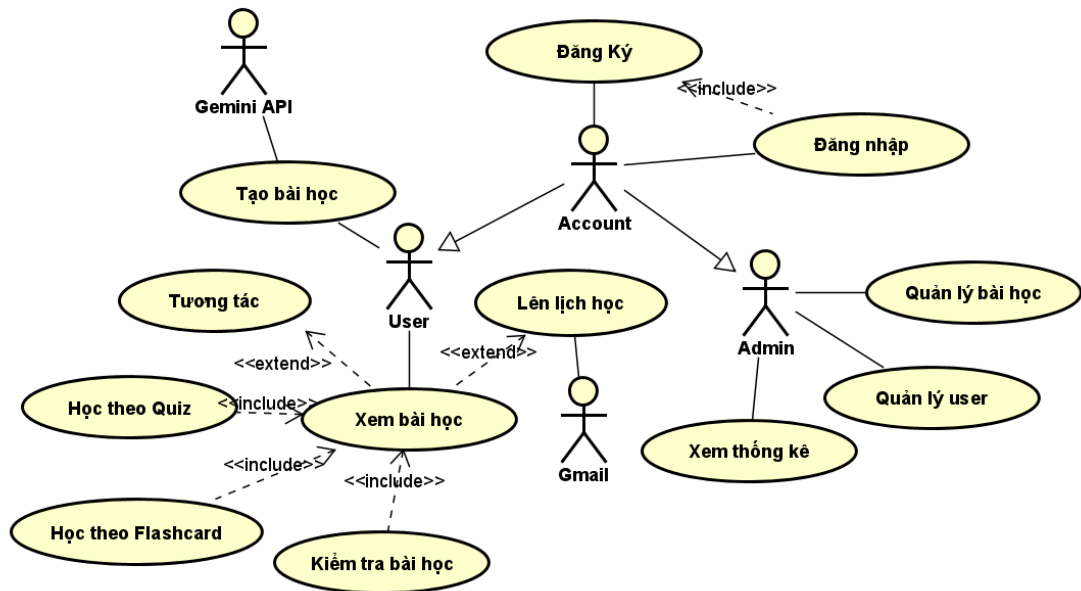 Đăng Ký
<<include>>
Gemini API
Đăng nhập
Tạo bài học
Account
Tương tác
User
Lên lịch học
Quản lý bài học
Admin
<<extend>>
<<extend>>
Học theo Quiz
<<include>>
Xem bài học
Quản lý user
Xem thống kê
<<include>>
<<include>>
Gmail
Học theo Flashcard
Kiểm tra bài học